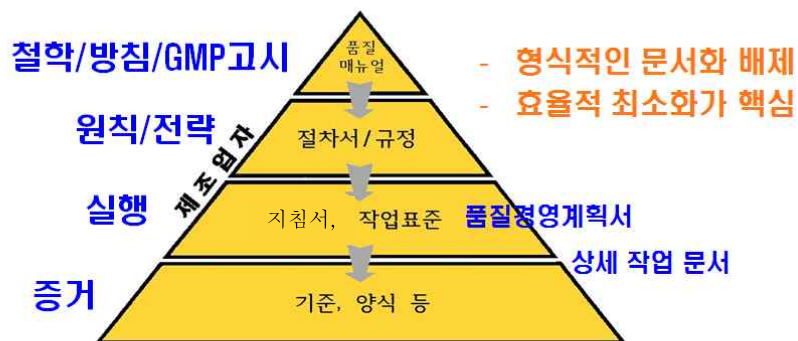 철학/방침/GMP고시
품질
매뉴얼
- 형식적인 문서화 배제
- 효율적 최소화가 핵심
원칙/전략
절차서/규정
제조업자
실행
지침서, 작업표준
품질경영계획서
상세 작업 문서
증거
기준, 양식 등